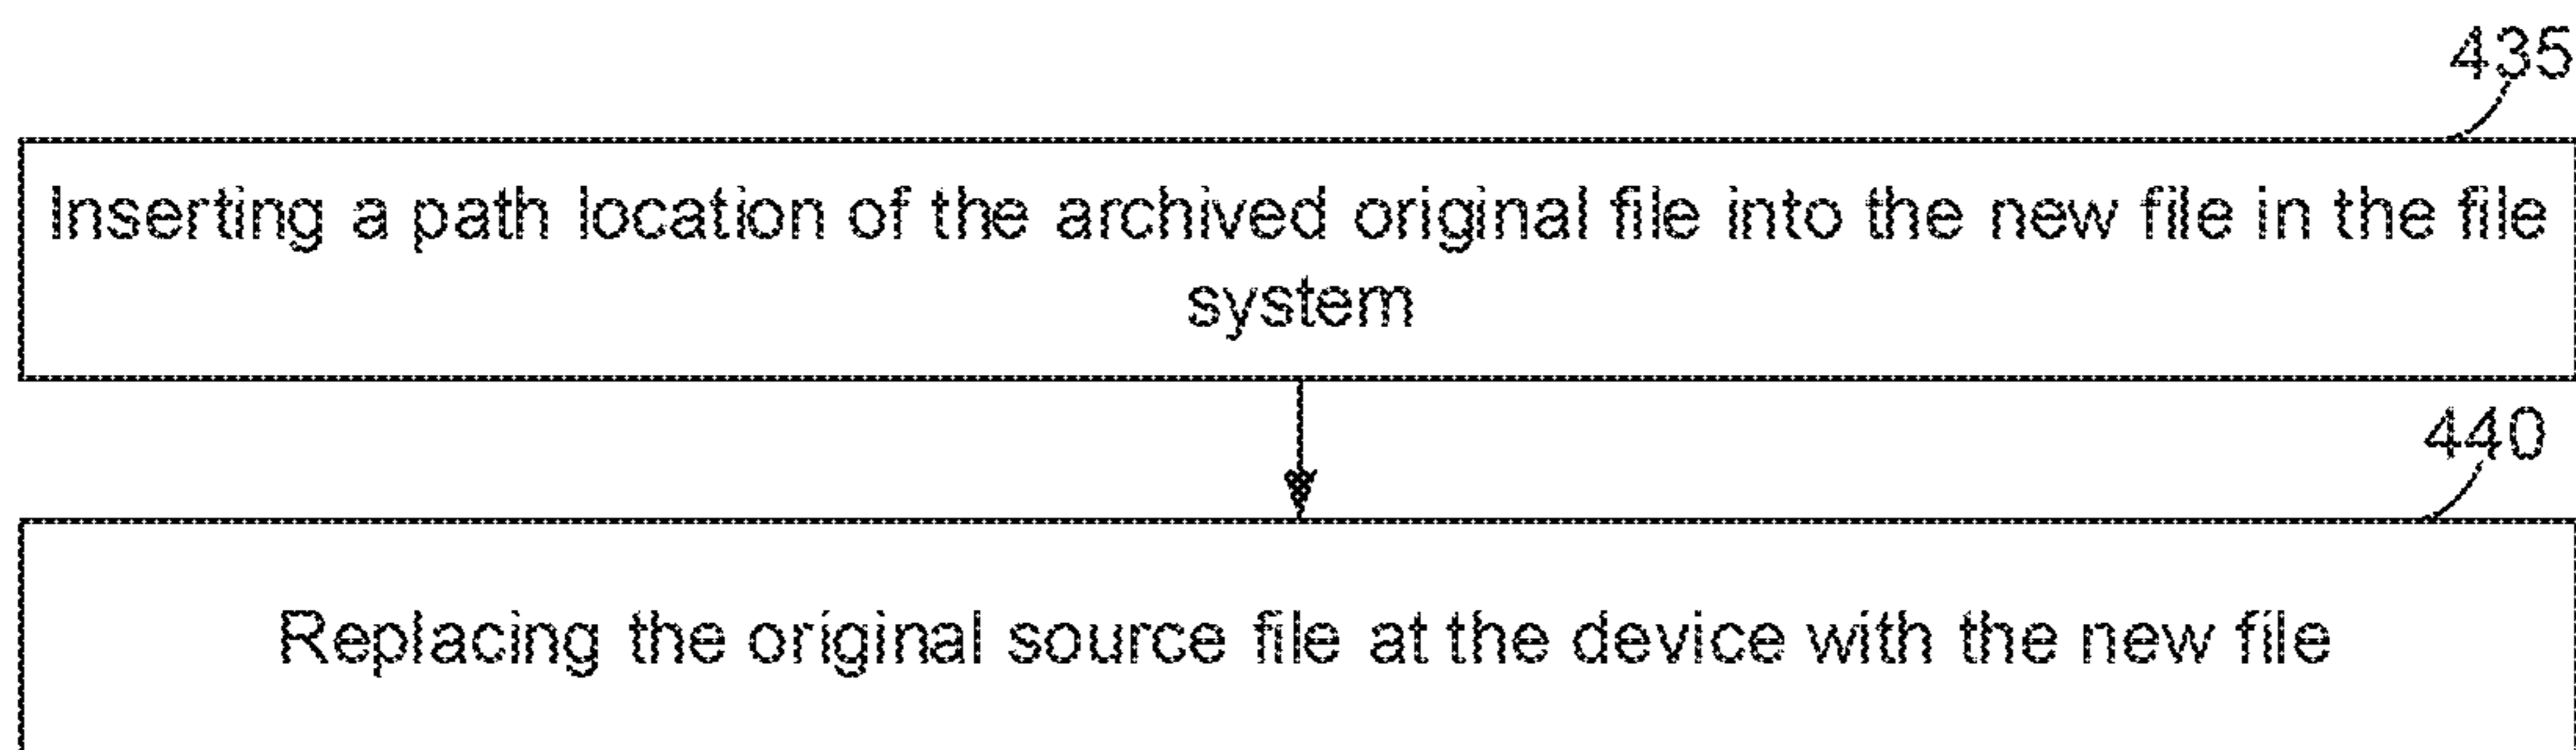 435
Inserting a path location of the archived original file into the new file in the file
system
440
Replacing the original source file at the device with the new file